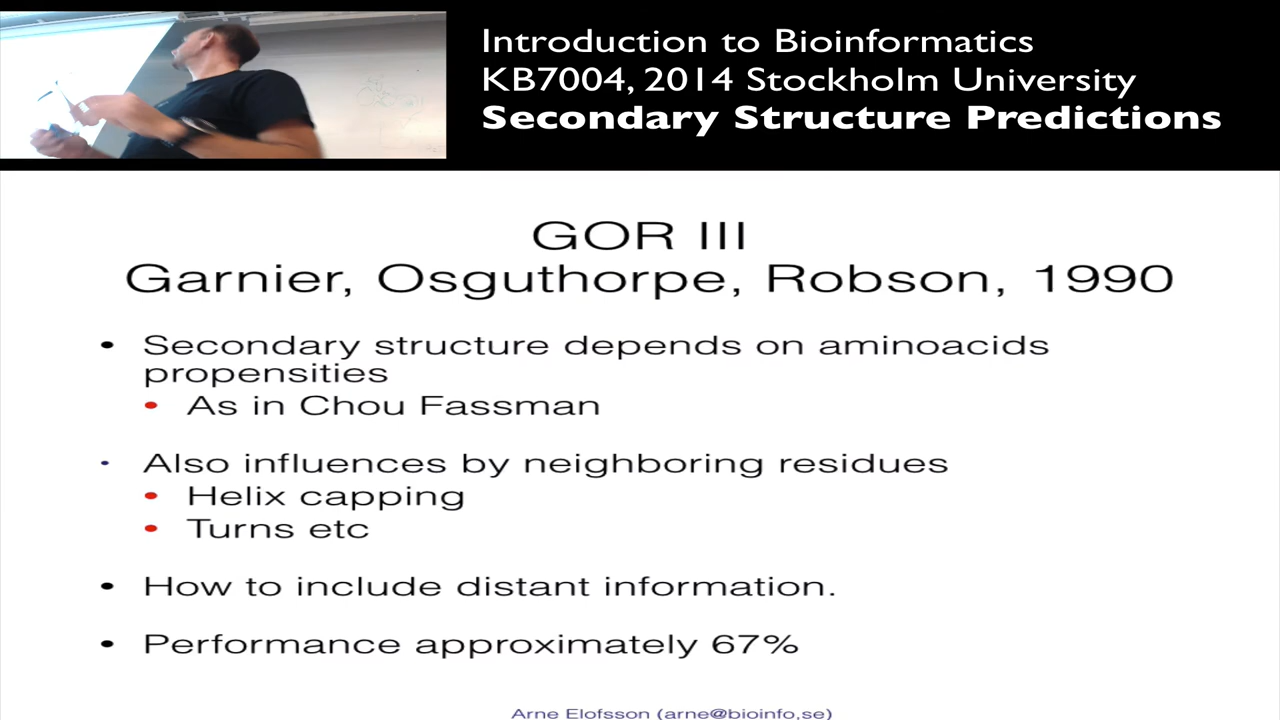 Introduction to Bioinformatics
KB7004, 2014 Stockholm University
Secondary Structure Predictions
GOR III
Garnier, Osguthorpe, Robson, 1990
• Secondary structure depends on aminoacids
propensities
• As in Chou Fassman
• Also influences by neighboring residues
• Helix capping
• Turns etc
• How to include distant information.
• Performance approximately 67%
Arne Elofsson (arne@bioinfo,se)